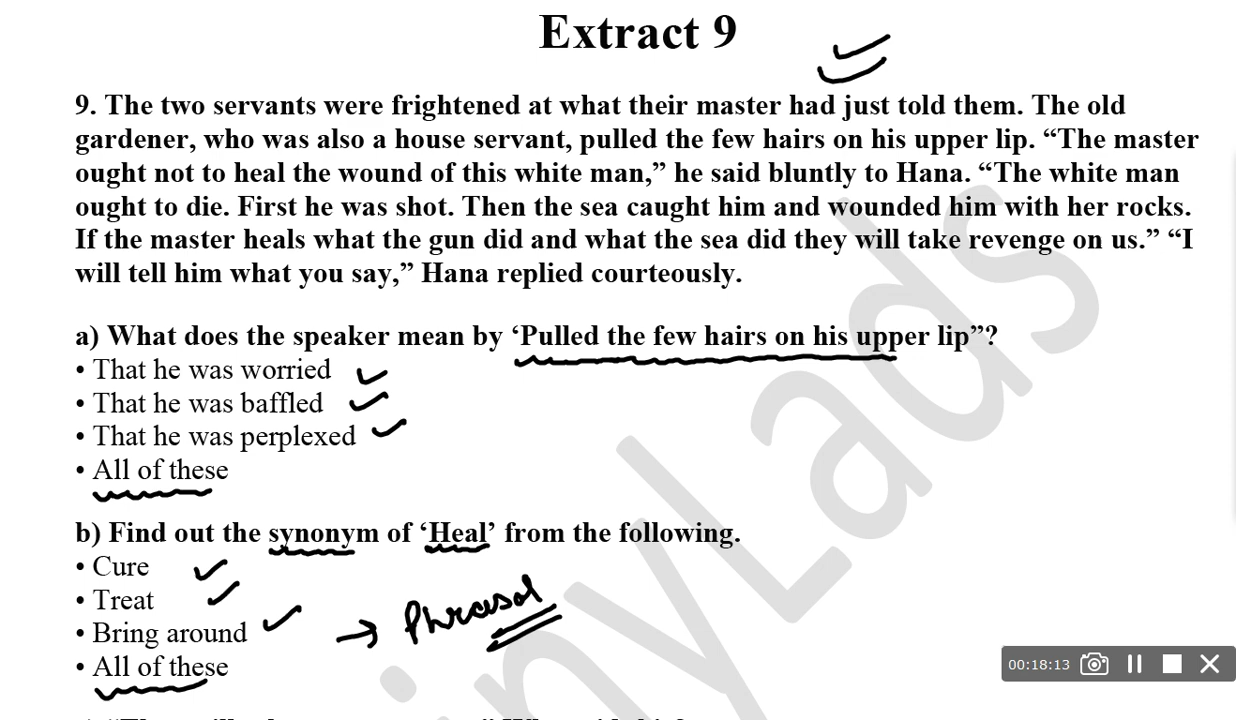 Extract 9
9. The two servants were frightened at what their master had just told them. The old
gardener, who was also a house servant, pulled the few hairs on his upper lip. “The master
ought not to heal the wound of this white man,” he said bluntly to Hana. “The white man
ought to die. First he was shot. Then the sea caught him and wounded him with her rocks.
If the master heals what the gun did and what the sea did they will take revenge on us.” “I
will tell him what you say,” Hana replied courteously.
a) What does the speaker mean by ‘Pulled the few hairs on his upper lip”?
• That he was worried
• That he was baffled
• That he was perplexed
• All of these
b) Find out the synonym of ‘Heal’ from the following.
• Cure
• Treat
• Bring around
→ Phrasal
• All of these
inyLads
00:18:13